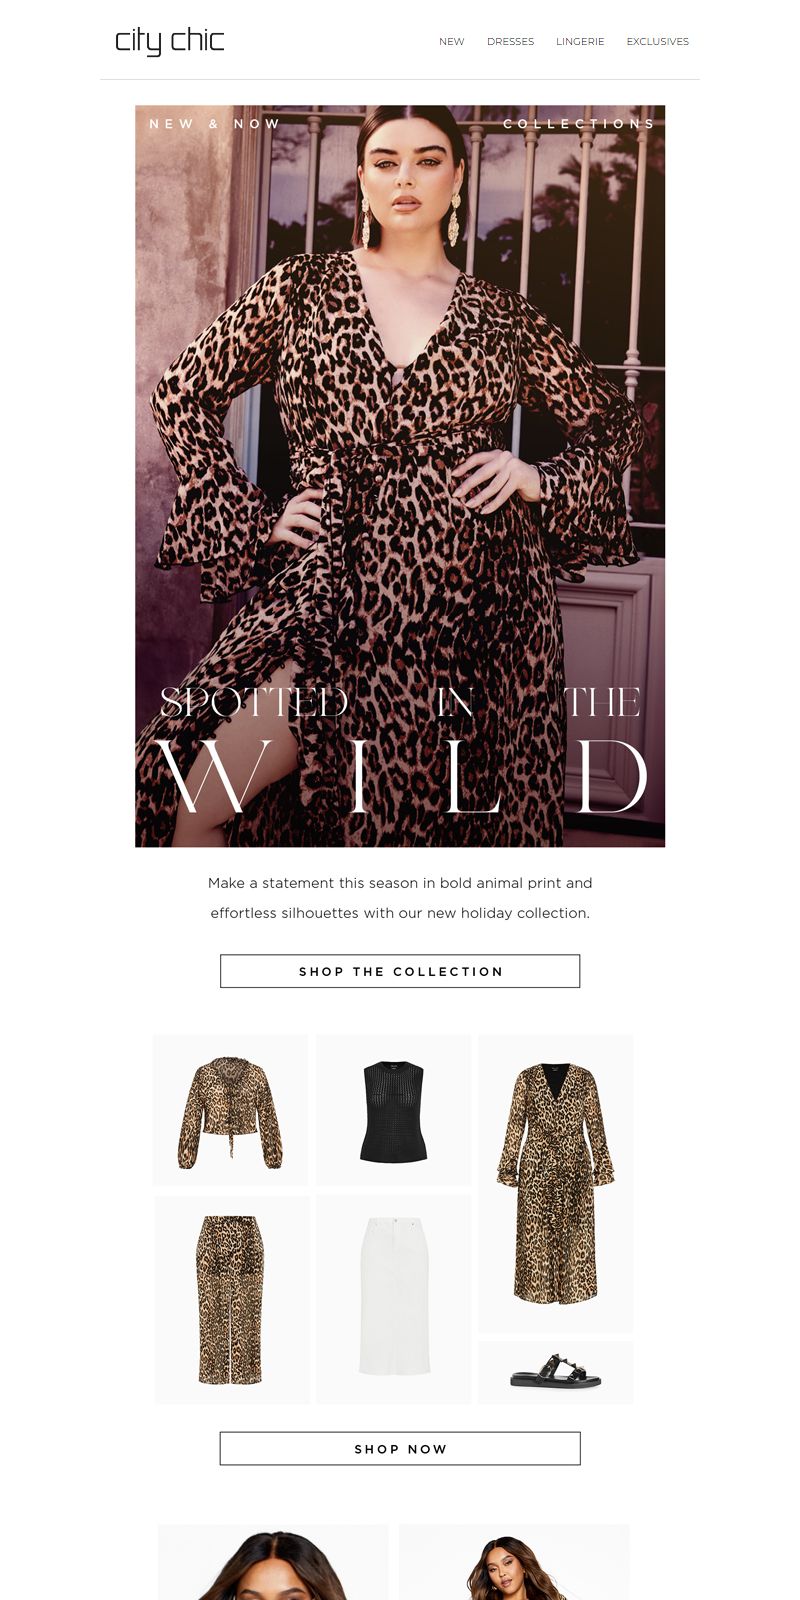 city chic
NEW DRESSES LINGERIE EXCLUSIVES
NEW & NOW COLLECTIONS
SPOTTED IN THE
WILD
Make a statement this season in bold animal print and
effortless silhouettes with our new holiday collection.
SHOP THE COLLECTION
SHOP NOW